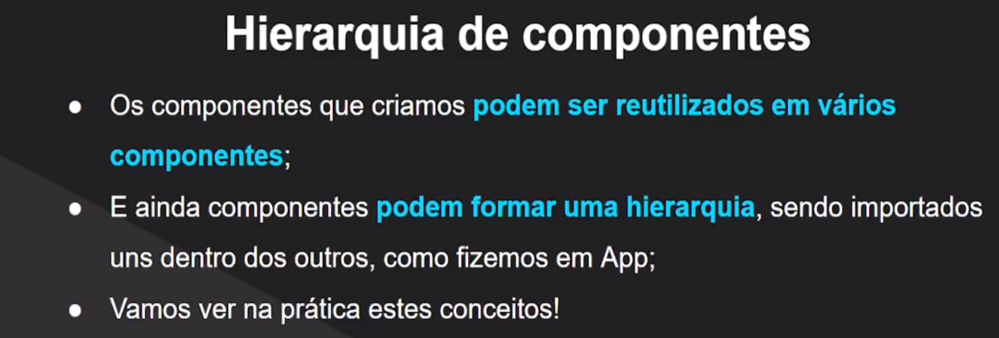 Hierarquia de componentes
● Os componentes que criamos podem ser reutilizados em vários
componentes;
● E ainda componentes podem formar uma hierarquia, sendo importados
uns dentro dos outros, como fizemos em App;
● Vamos ver na prática estes conceitos!